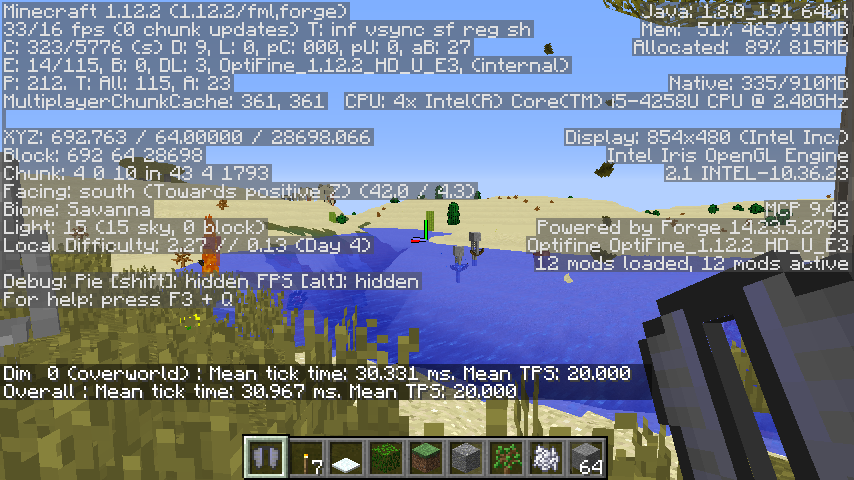 Minecraft 1.12.2 (1.12.2/fml,forge)
33/16 fps (0 chunk updates) T: inf vsync sf reg sh
C: 323/5776 (s) D: 9, L: 0, pC: 000, pU: 0, aB: 27
E: 14/115, B: 0, DL: 3, OptiFine_1.12.2_HD_U_E3, (internal)
P: 212. T: All: 115, A: 23
MultiplayerChunkCache: 361, 361
XYZ: 692.763 / 64.00000 / 28698.066
Block: 692 64 28698
Chunk: 4 0 10 in 43 4 1793
Facing: south (Towards positive Z) (42.0 / 4.3)
Biome: Savanna
Light: 15 (15 sky, 0 block)
Local Difficulty: 2.27 // 0.13 (Day 4)
Debug: Pie [shift]: hidden FPS [alt]: hidden
For help: press F3 + Q
Java: 1.8.0_191 64bit
Mem: 51% 465/910MB
Allocated: 89% 815MB
Native: 335/910MB
CPU: 4x Intel(R) Core(TM) i5-4258U CPU @ 2.40GHz
Display: 854x480 (Intel Inc.)
Intel Iris OpenGL Engine
2.1 INTEL-10.36.23
MCP 9.42
Powered by Forge 14.23.5.2795
Optifine OptiFine_1.12.2_HD_U_E3
12 mods loaded, 12 mods active
Dim 0 (overworld) : Mean tick time: 30.331 ms. Mean TPS: 20.000
Overall : Mean tick time: 30.967 ms. Mean TPS: 20.000
7
64